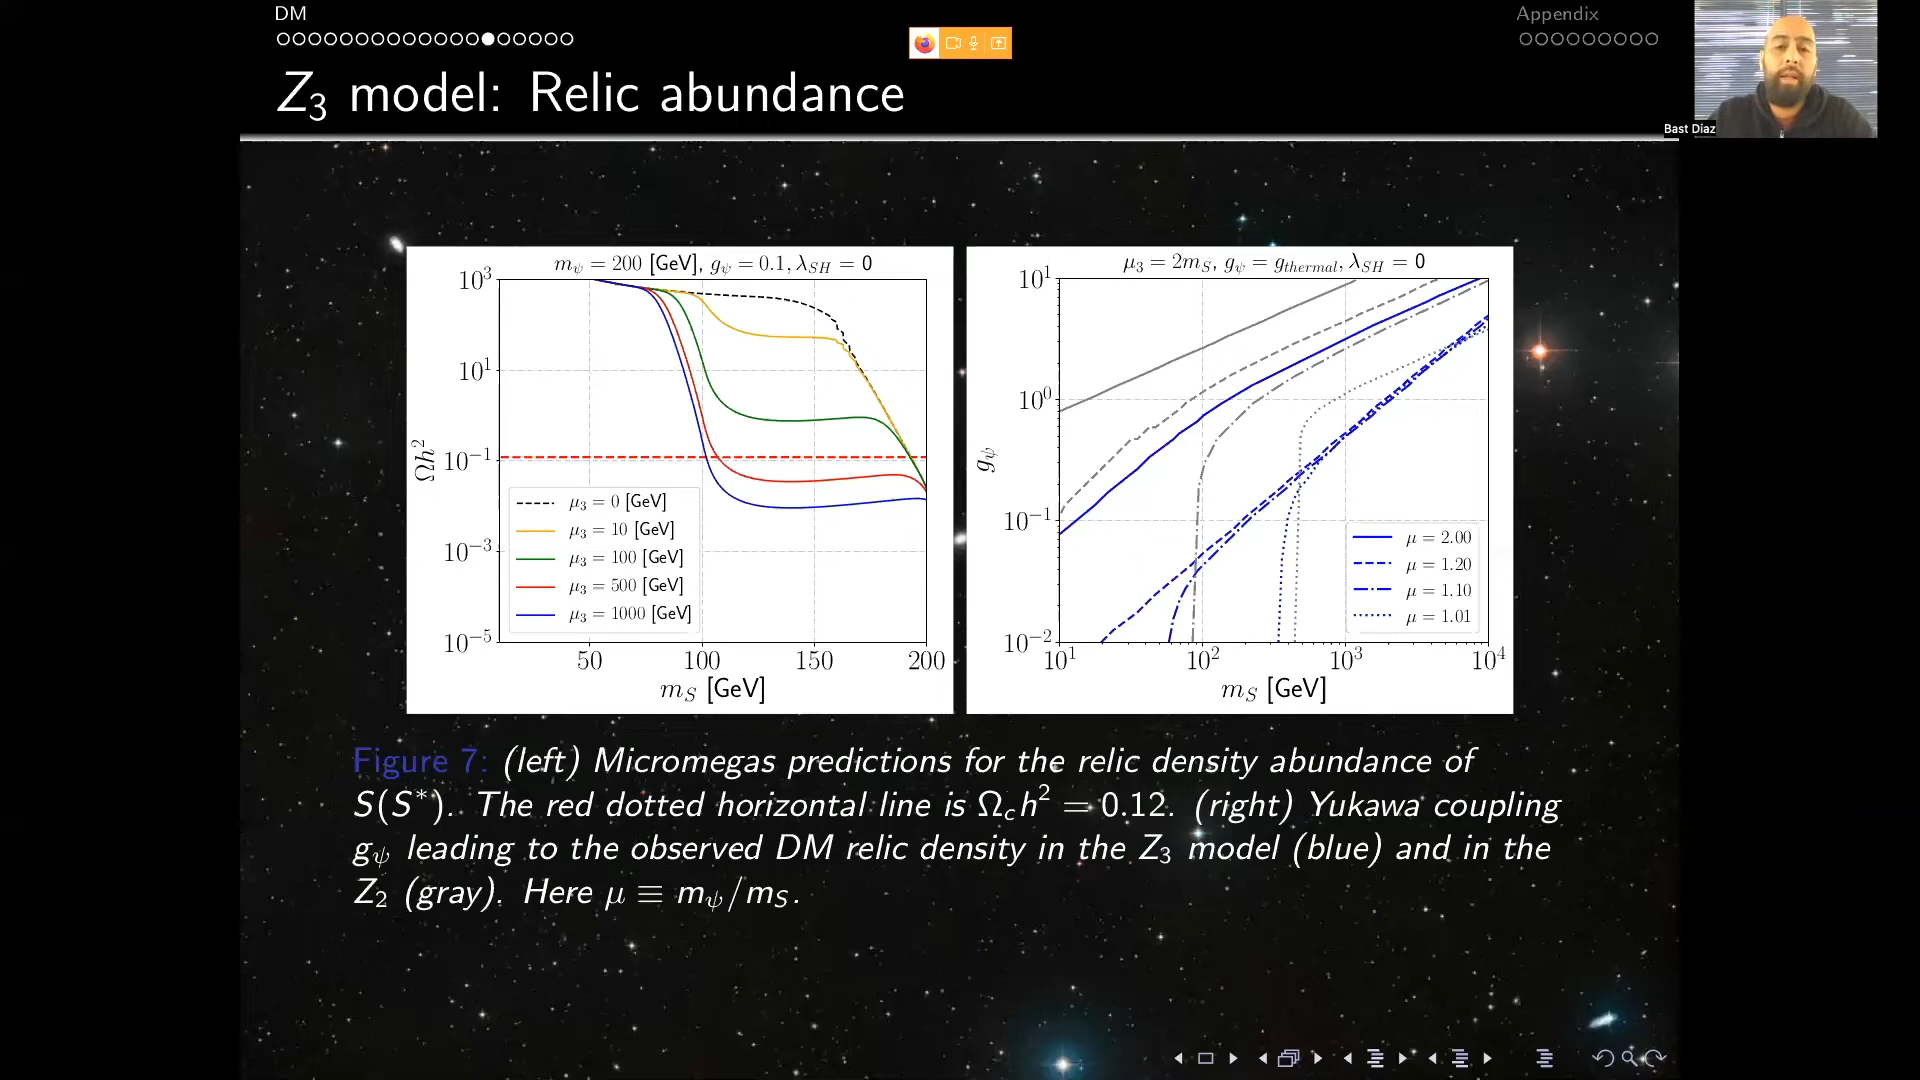 DM
Appendix
Z₃ model: Relic abundance
Bast Diaz
m_ψ = 200 [GeV], g_ψ = 0.1, λ_SH = 0
10³
10¹
10⁻¹
10⁻³
10⁻⁵
Ωh²
μ₃ = 0 [GeV]
μ₃ = 10 [GeV]
μ₃ = 100 [GeV]
μ₃ = 500 [GeV]
μ₃ = 1000 [GeV]
50 100 150 200
m_S [GeV]
μ₃ = 2m_S, g_ψ = g_thermal, λ_SH = 0
10¹
10⁰
10⁻¹
10⁻²
g_ψ
μ = 2.00
μ = 1.20
μ = 1.10
μ = 1.01
10¹ 10² 10³ 10⁴
m_S [GeV]
Figure 7: (left) Micromegas predictions for the relic density abundance of
S(S*). The red dotted horizontal line is Ω_c h² = 0.12. (right) Yukawa coupling
g_ψ leading to the observed DM relic density in the Z₃ model (blue) and in the
Z₂ (gray). Here μ ≡ m_ψ/m_S.